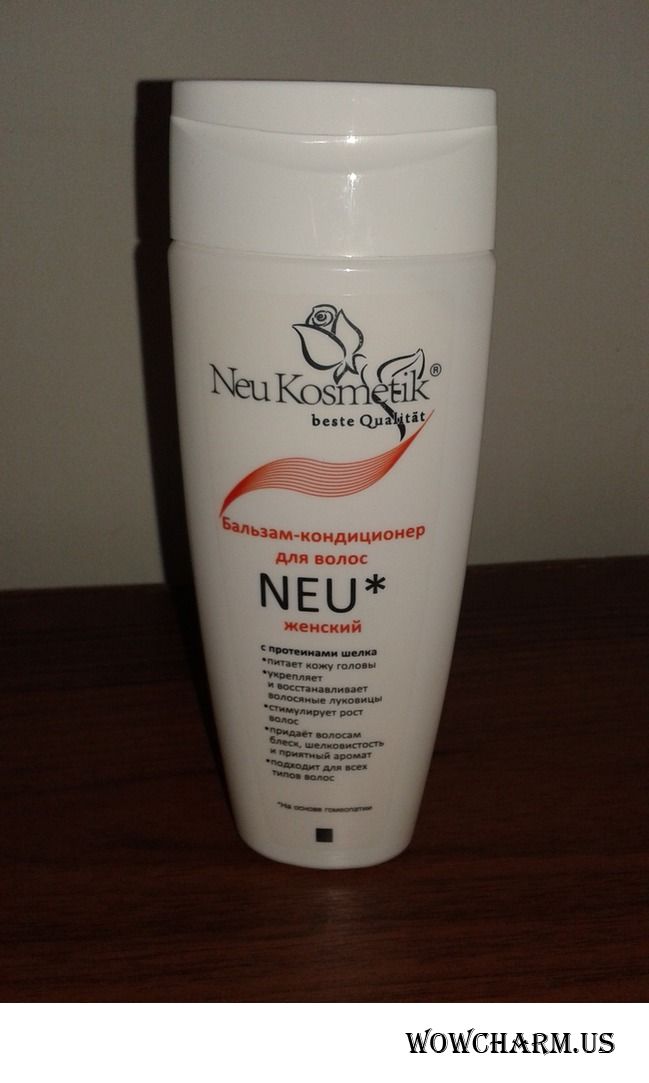 Neu Kosmetik®
beste Qualität
Бальзам-кондиционер
для волос
NEU*
женский
с протеинами шелка
•питает кожу головы
•укрепляет
и восстанавливает
волосяные луковицы
•стимулирует рост
волос
•придаёт волосам
блеск, шелковистость
и приятный аромат
•подходит для всех
типов волос
*На основе гомеопатии
WOWCHARM.US